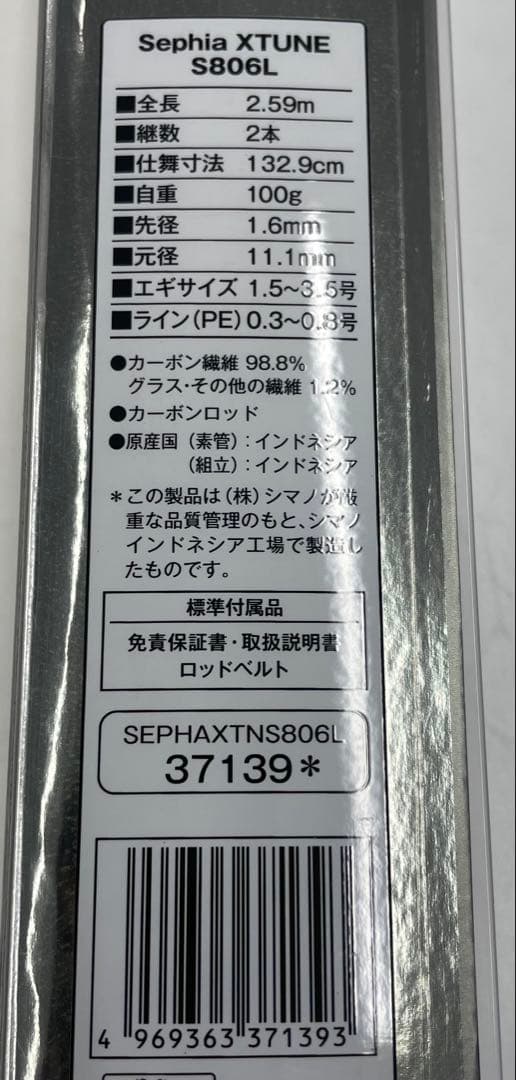 Sephia XTUNE
S806L
■全長 2.59m
■継数 2本
■仕舞寸法 132.9cm
■自重 100g
■先径 1.6mm
■元径 11.1mm
■エギサイズ 1.5~3.5号
■ライン(PE) 0.3~0.8号
●カーボン繊維 98.8%
グラス・その他の繊維 1.2%
●カーボンロッド
●原産国(素管):インドネシア
(組立):インドネシア
*この製品は(株)シマノが厳
重な品質管理のもと、シマノ
インドネシア工場で製造し
たものです。
標準付属品
免責保証書・取扱説明書
ロッドベルト
SEPHAXTNS806L
37139*
4 969363 371393